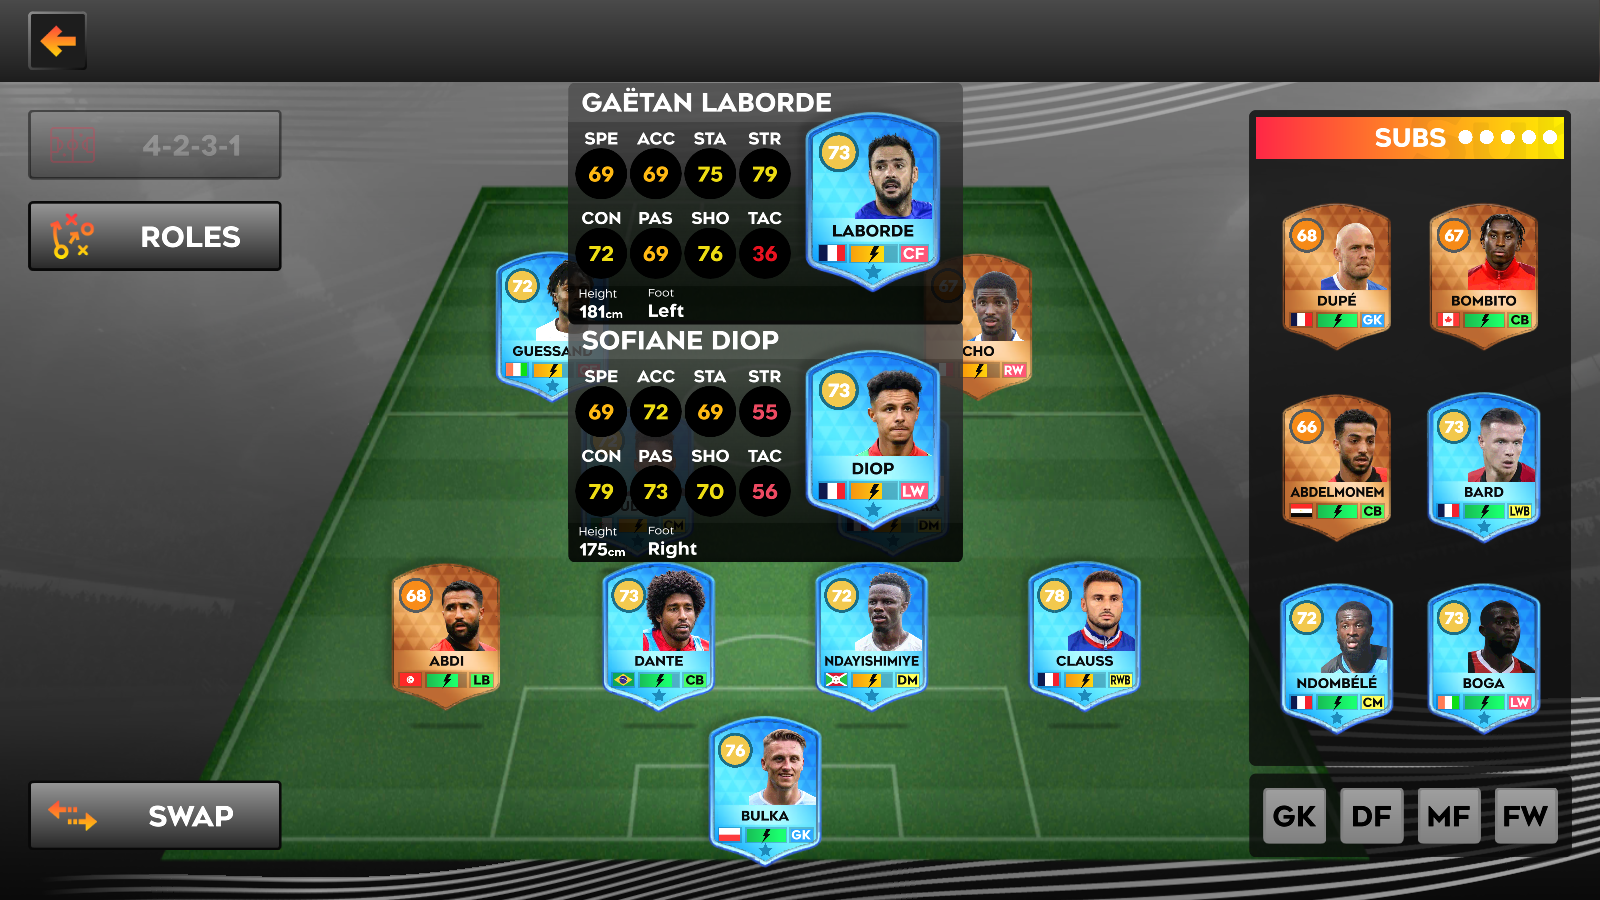 4-2-3-1
ROLES
SWAP
GAËTAN LABORDE
SPE ACC STA STR
69 69 75 79
CON PAS SHO TAC
72 69 76 36
Height Foot
181cm Left
73
LABORDE
CF
SOFIANE DIOP
SPE ACC STA STR
69 72 69 55
CON PAS SHO TAC
79 73 70 56
Height Foot
175cm Right
73
DIOP
LW
72
GUESSAND
67
CHO
RW
CM
DM
68
ABDI
LB
73
DANTE
CB
72
NDAYISHIMIYE
DM
78
CLAUSS
RWB
76
BULKA
GK
SUBS
68
DUPÉ
GK
67
BOMBITO
CB
66
ABDELMONEM
CB
73
BARD
LWB
72
NDOMBÉLÉ
CM
73
BOGA
LW
GK DF MF FW